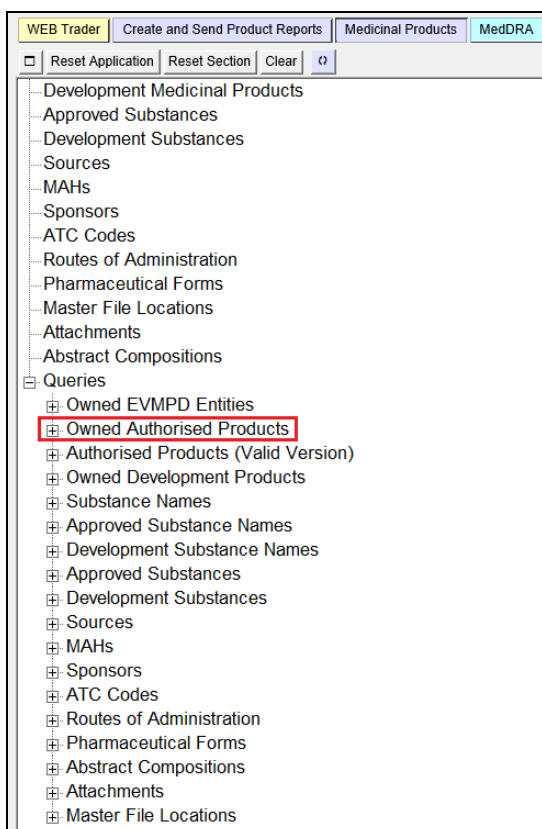 WEB Trader Create and Send Product Reports Medicinal Products MedDRA
Reset Application Reset Section Clear
Development Medicinal Products
Approved Substances
Development Substances
Sources
MAHs
Sponsors
ATC Codes
Routes of Administration
Pharmaceutical Forms
Master File Locations
Attachments
Abstract Compositions
Queries
Owned EVMPD Entities
Owned Authorised Products
Authorised Products (Valid Version)
Owned Development Products
Substance Names
Approved Substance Names
Development Substance Names
Approved Substances
Development Substances
Sources
MAHs
Sponsors
ATC Codes
Routes of Administration
Pharmaceutical Forms
Abstract Compositions
Attachments
Master File Locations